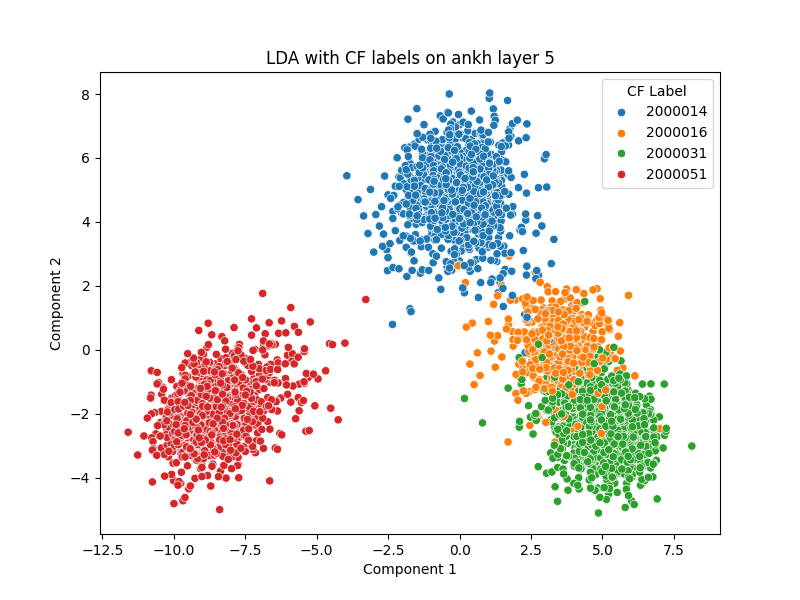 LDA with CF labels on ankh layer 5
CF Label
2000014
2000016
2000031
2000051
Component 2
8
6
4
2
0
−2
−4
−12.5 −10.0 −7.5 −5.0 −2.5 0.0 2.5 5.0 7.5
Component 1